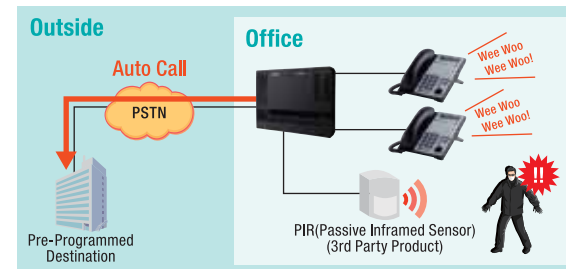 Outside
Office
Auto Call
PSTN
Wee Woo
Wee Woo!
Wee Woo
Wee Woo!
!!
PIR(Passive Inframed Sensor)
(3rd Party Product)
Pre-Programmed
Destination